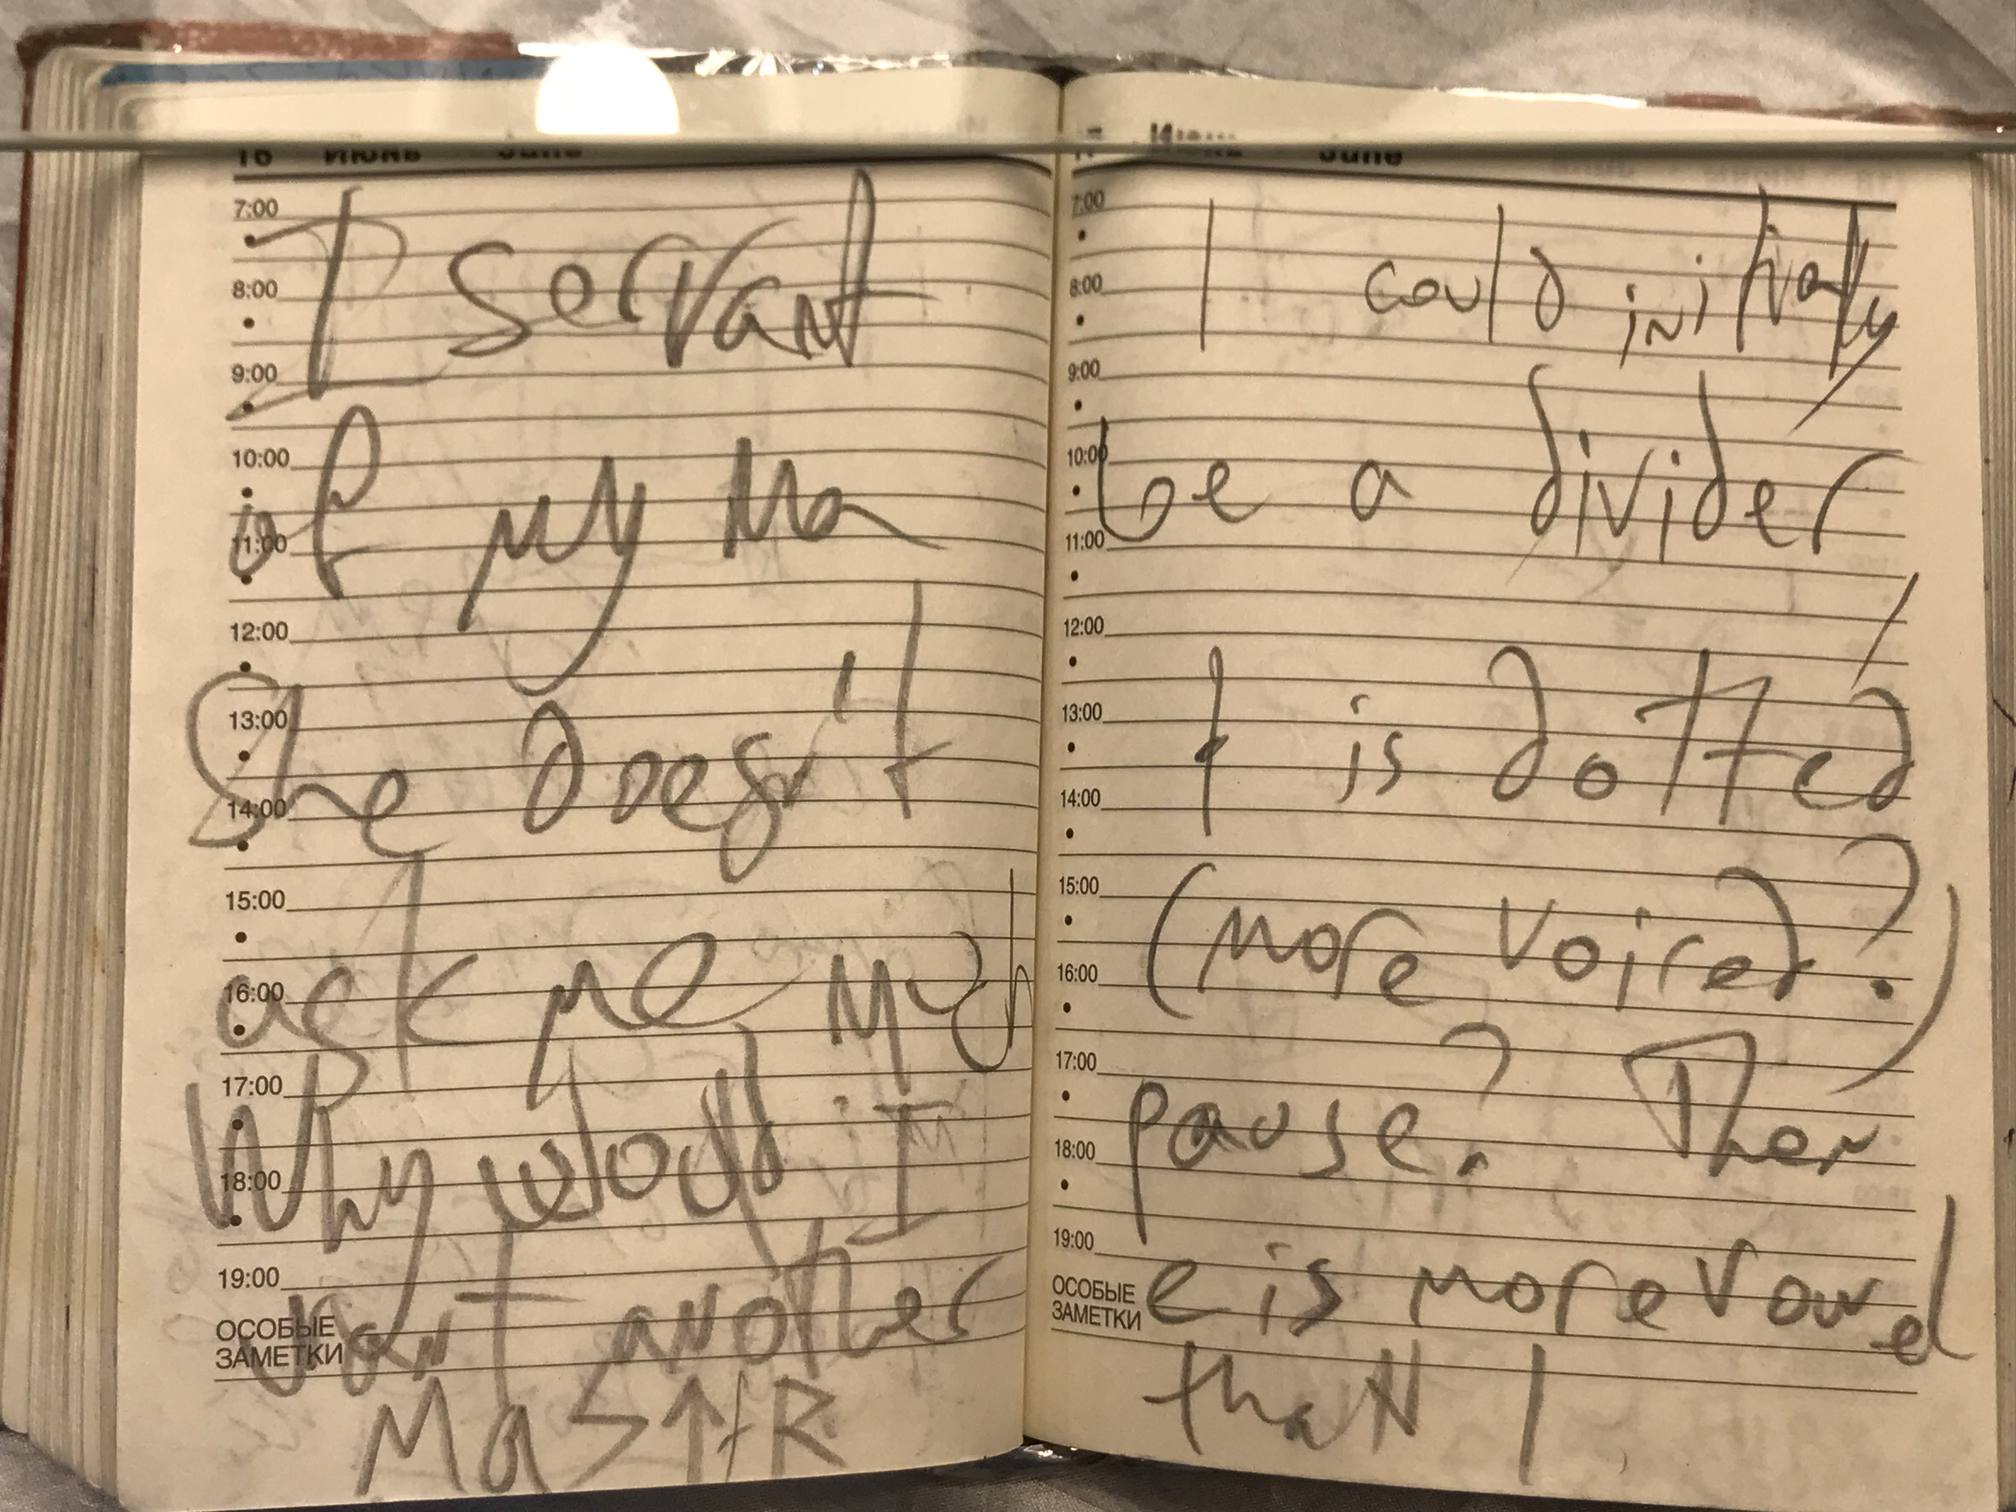 16 Июнь June
7:00
I servant
8:00
9:00
10:00
of my Ma
11:00
12:00
She doesn't
13:00
14:00
15:00
ask me much
16:00
17:00
Why would I
18:00
19:00
want another
ОСОБЫЕ
ЗАМЕТКИ
MaS↑tR
17 Июнь June
7:00
I could initially
8:00
9:00
10:00
be a divider
11:00
12:00
13:00
is dotted
14:00
15:00
(more voiced?)
16:00
17:00
pause? Then
18:00
19:00
e is more
ОСОБЫЕ
ЗАМЕТКИ
than I